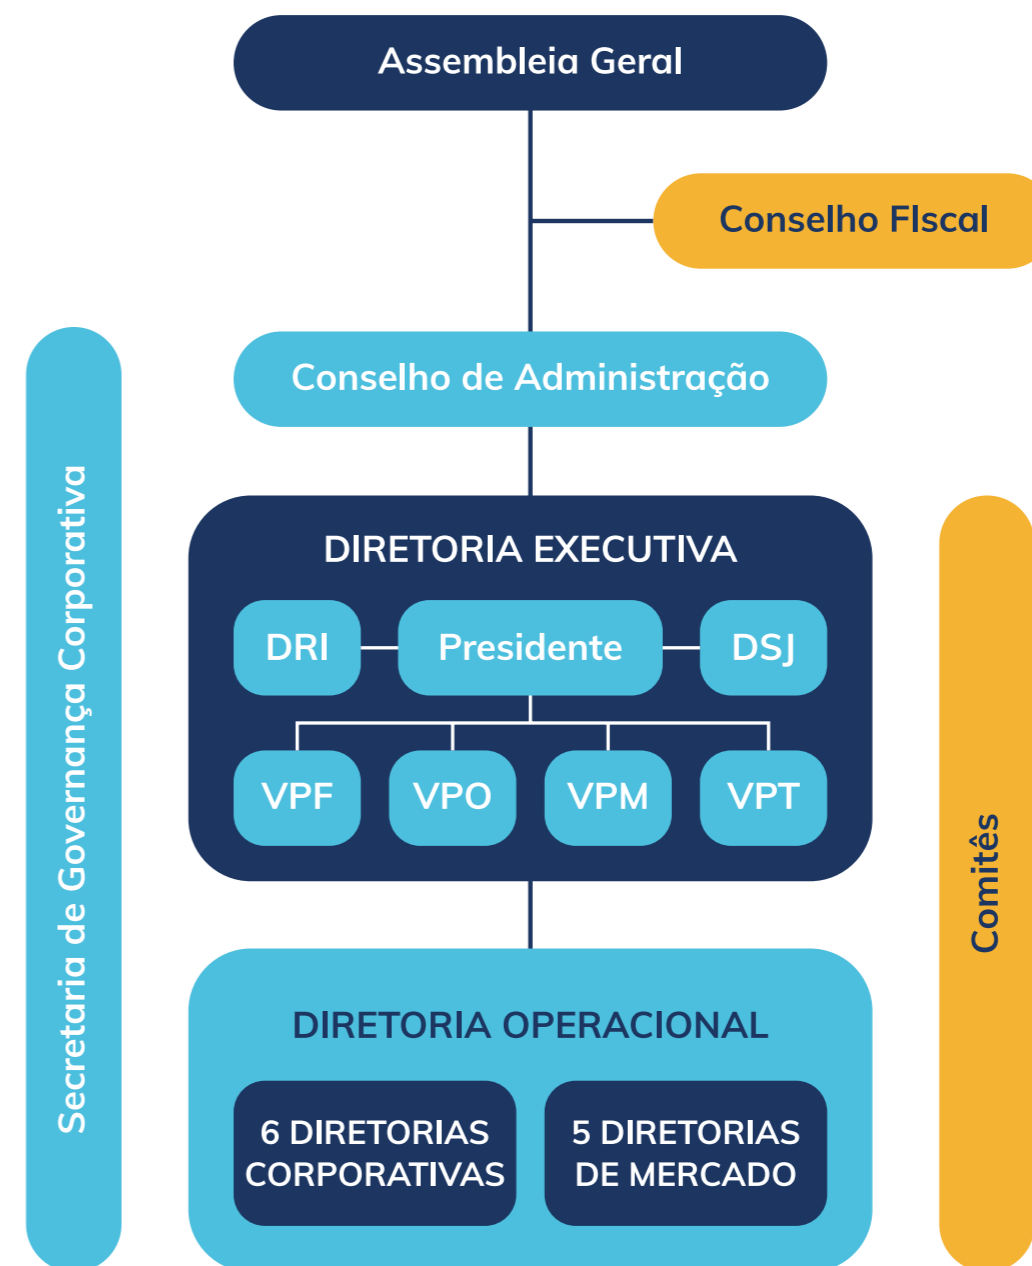 Assembleia Geral
Conselho FIscal
Conselho de Administração
Secretaria de Governança Corporativa
DIRETORIA EXECUTIVA
DRI
Presidente
DSJ
VPF
VPO
VPM
VPT
Comitês
DIRETORIA OPERACIONAL
6 DIRETORIAS
CORPORATIVAS
5 DIRETORIAS
DE MERCADO